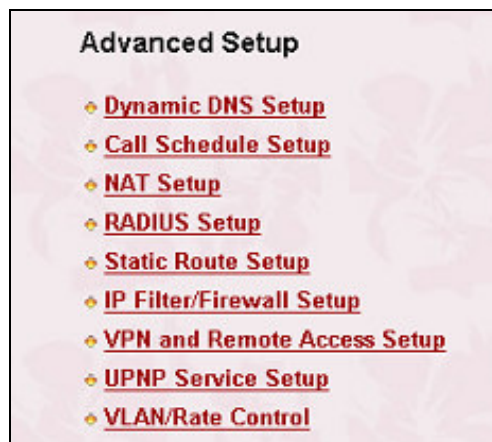 Advanced Setup
Dynamic DNS Setup
Call Schedule Setup
NAT Setup
RADIUS Setup
Static Route Setup
IP Filter/Firewall Setup
VPN and Remote Access Setup
UPNP Service Setup
VLAN/Rate Control